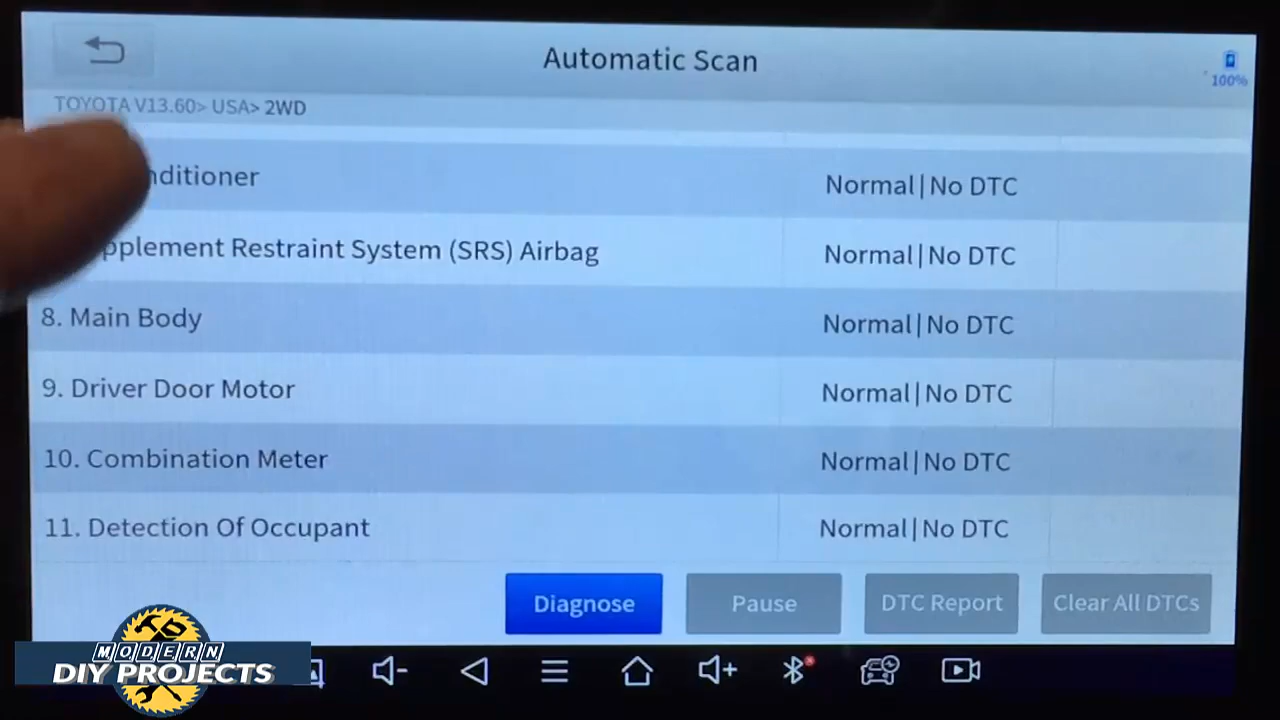 Automatic Scan
100%
TOYOTA V13.60> USA> 2WD
Normal|No DTC
Restraint System (SRS) Airbag Normal|No DTC
8. Main Body Normal|No DTC
9. Driver Door Motor Normal|No DTC
10. Combination Meter Normal|No DTC
11. Detection Of Occupant Normal|No DTC
Diagnose Pause DTC Report Clear All DTCs
MODERN
DIY PROJECTS